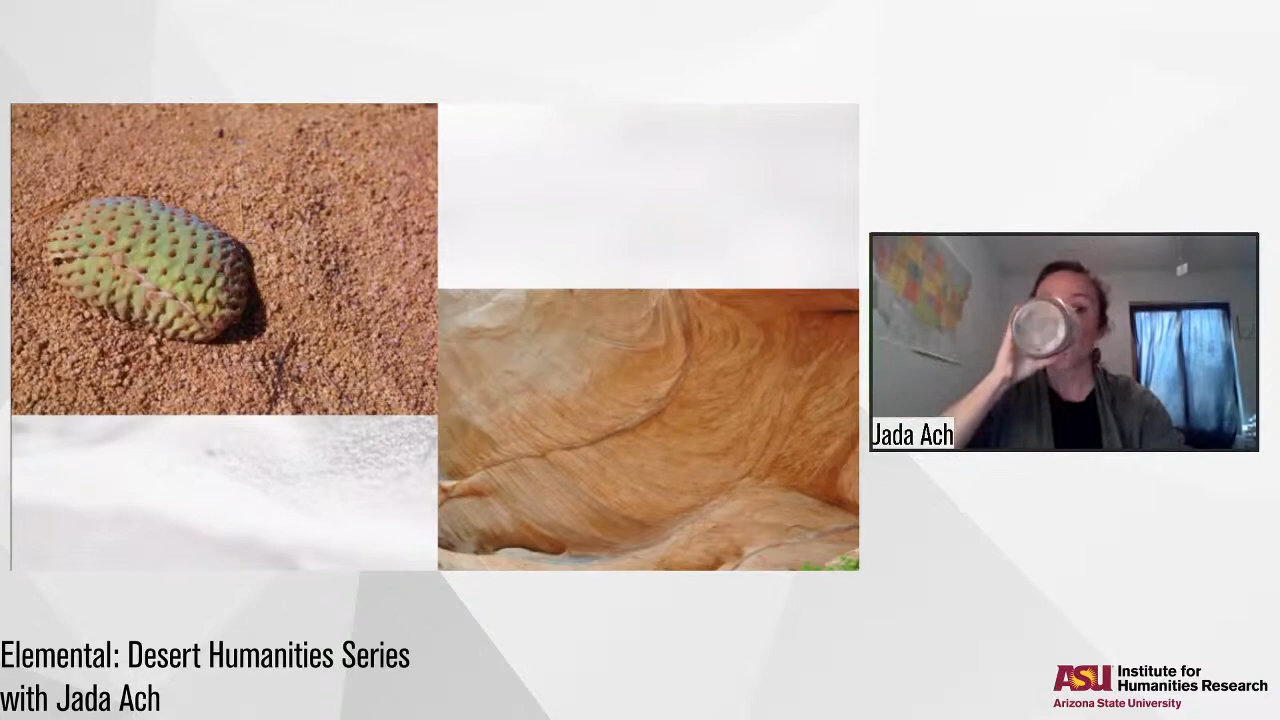 Jada Ach
Elemental: Desert Humanities Series
with Jada Ach
ASU Institute for
Humanities Research
Arizona State University